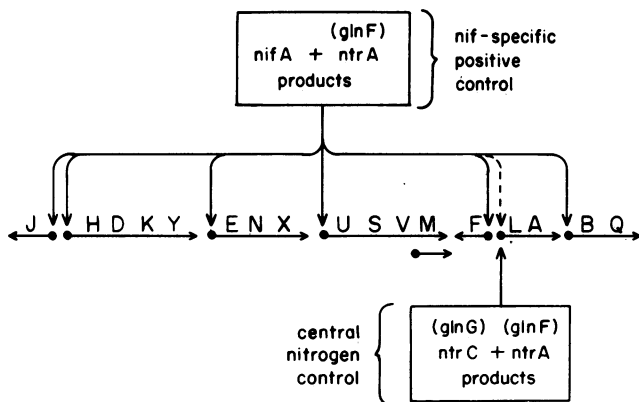 (glnF)
nifA + ntrA
products
nif-specific
positive
control
J H D K Y E N X U S V M F L A B Q
central
nitrogen
control
(glnG) (glnF)
ntrC + ntrA
products